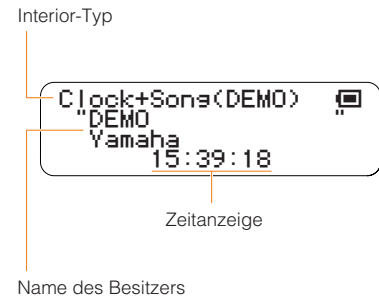 Interior-Typ
Clock+Song(DEMO)
"DEMO "
Yamaha
15:39:18
Zeitanzeige
Name des Besitzers